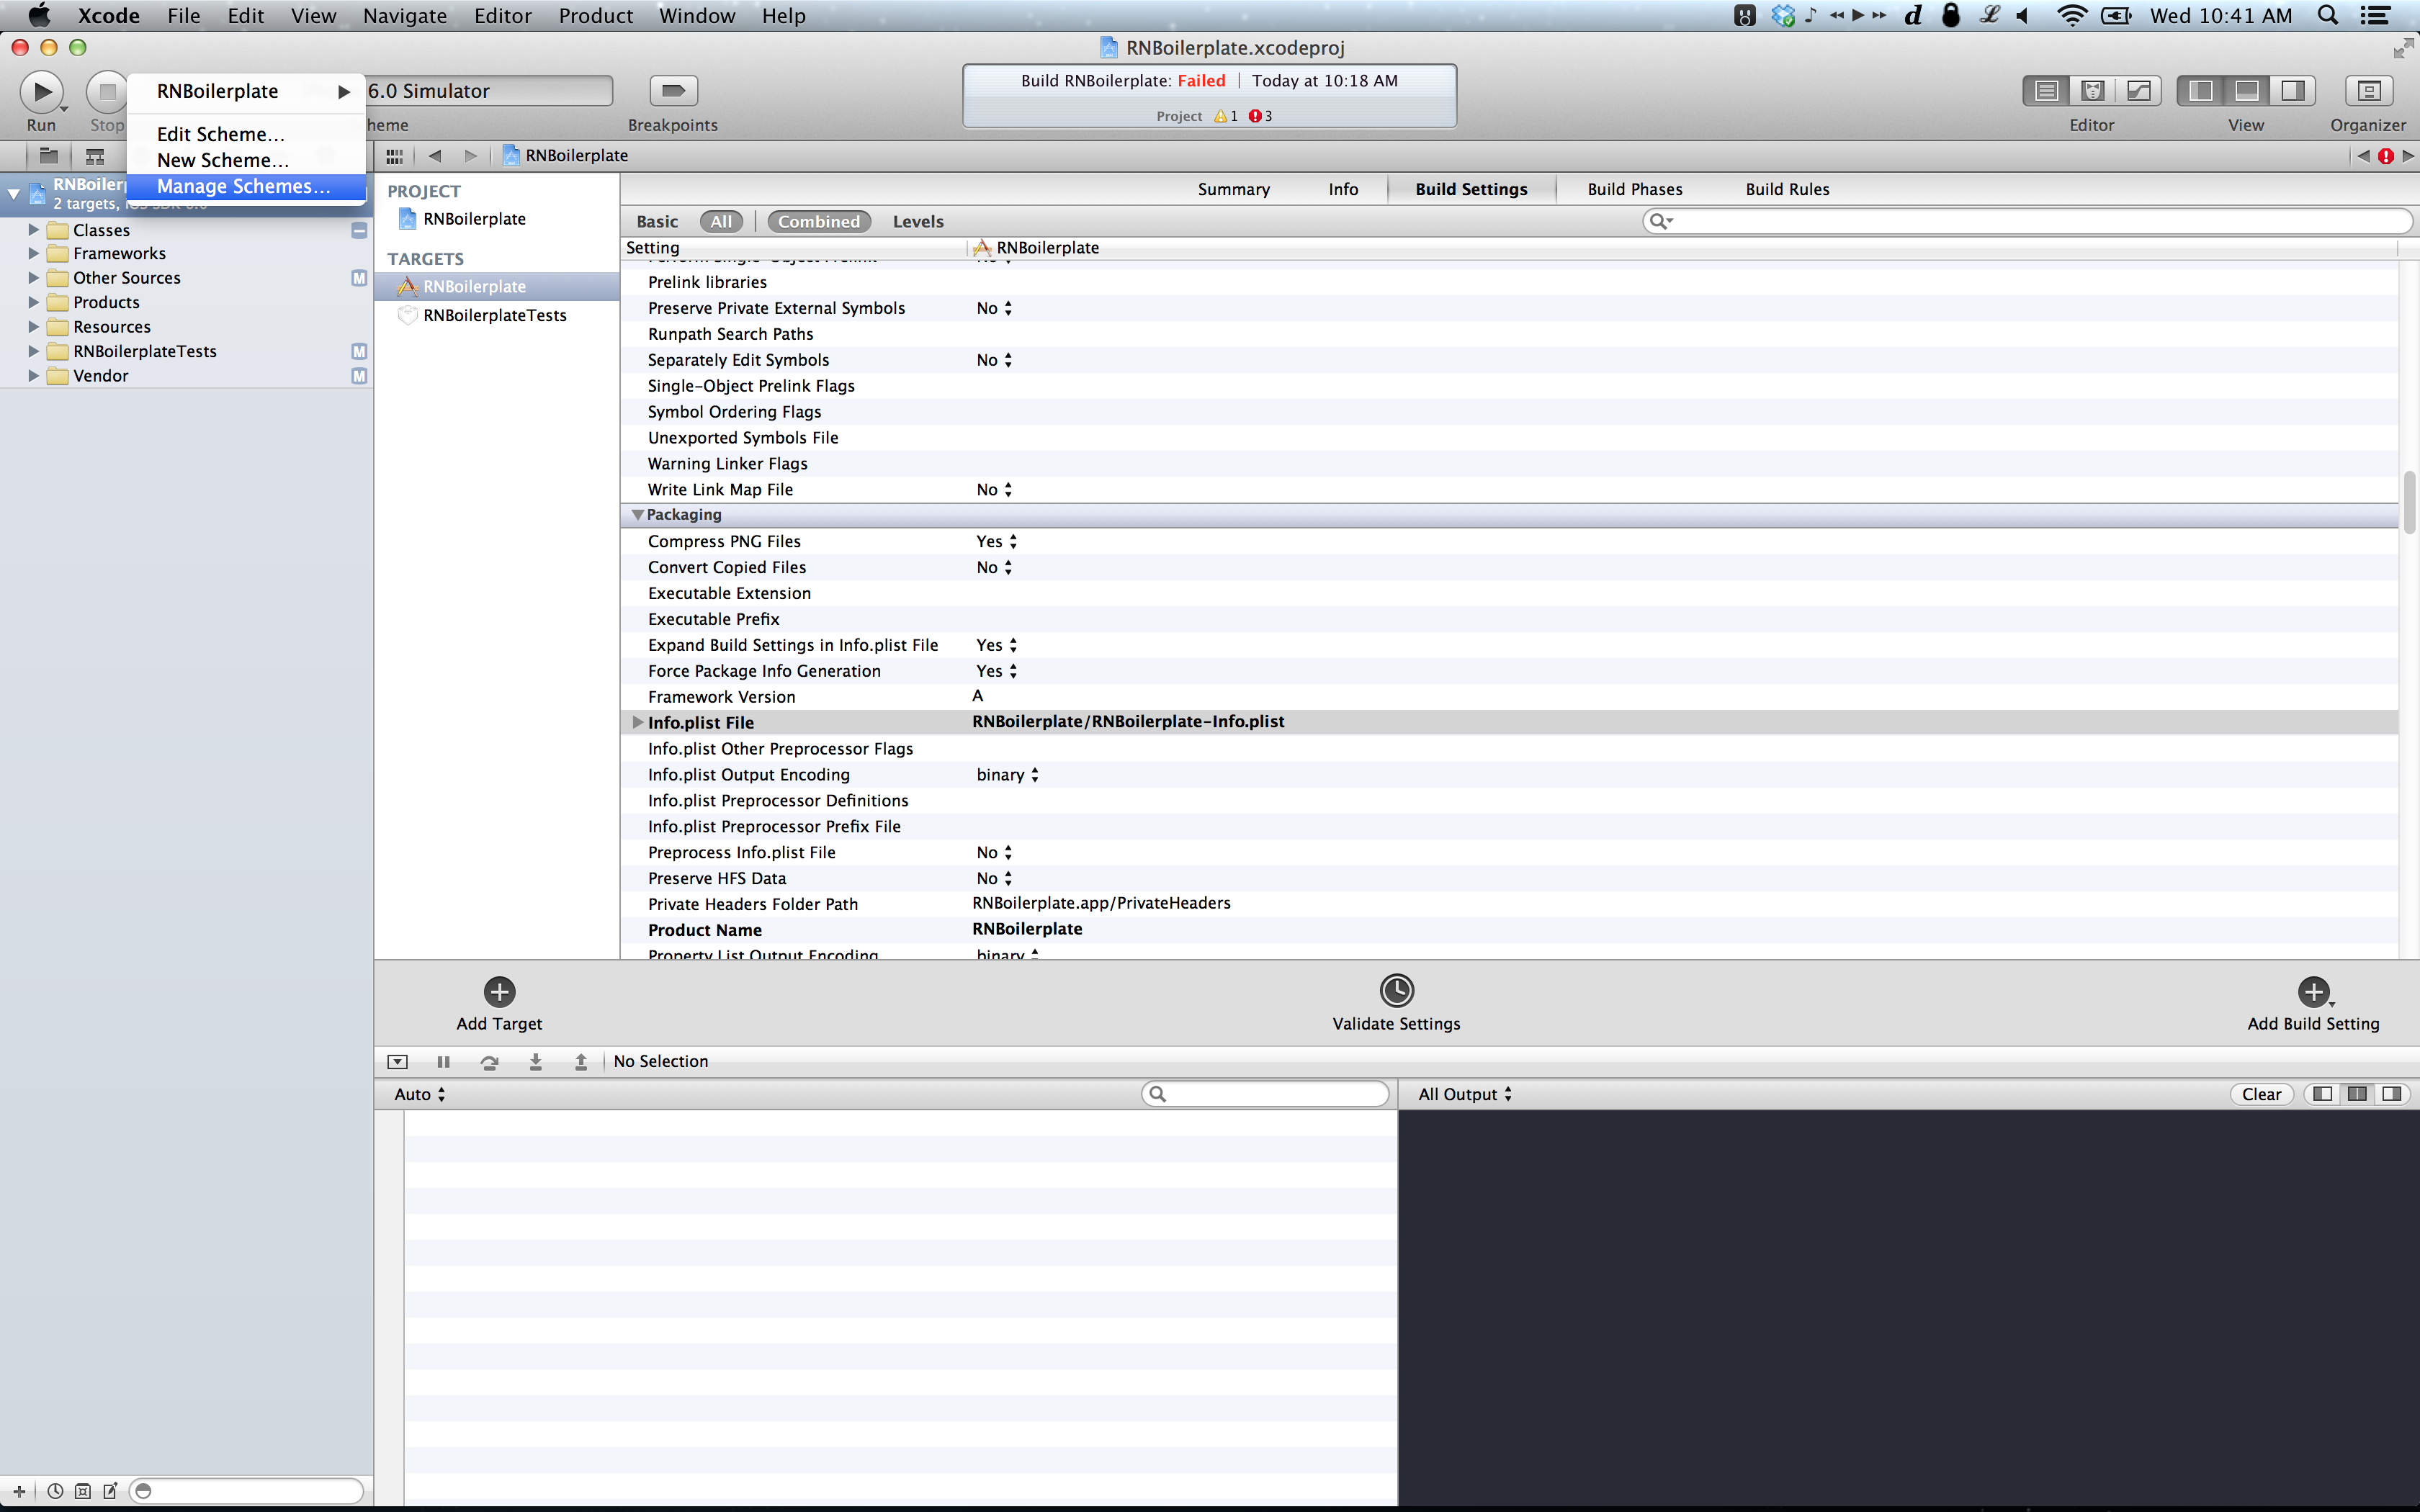 Xcode File Edit View Navigate Editor Product Window Help
Wed 10:41 AM
RNBoilerplate.xcodeproj
RNBoilerplate
6.0 Simulator
Build RNBoilerplate: Failed | Today at 10:18 AM
Project 1 3
Run
Stop
heme
Breakpoints
Editor
View
Organizer
Edit Scheme...
New Scheme...
Manage Schemes...
RNBoilerplate
RNBoilerp
2 targets, iOS SDK 6.0
Classes
Frameworks
Other Sources M
Products
Resources
RNBoilerplateTests M
Vendor M
PROJECT
RNBoilerplate
TARGETS
RNBoilerplate
RNBoilerplateTests
Summary Info Build Settings Build Phases Build Rules
Basic All Combined Levels
Setting RNBoilerplate
Perform Single-Object Prelink No
Prelink libraries
Preserve Private External Symbols No
Runpath Search Paths
Separately Edit Symbols No
Single-Object Prelink Flags
Symbol Ordering Flags
Unexported Symbols File
Warning Linker Flags
Write Link Map File No
Packaging
Compress PNG Files Yes
Convert Copied Files No
Executable Extension
Executable Prefix
Expand Build Settings in Info.plist File Yes
Force Package Info Generation Yes
Framework Version A
Info.plist File RNBoilerplate/RNBoilerplate-Info.plist
Info.plist Other Preprocessor Flags
Info.plist Output Encoding binary
Info.plist Preprocessor Definitions
Info.plist Preprocessor Prefix File
Preprocess Info.plist File No
Preserve HFS Data No
Private Headers Folder Path RNBoilerplate.app/PrivateHeaders
Product Name RNBoilerplate
Property List Output Encoding binary
Add Target
Validate Settings
Add Build Setting
No Selection
Auto
All Output
Clear